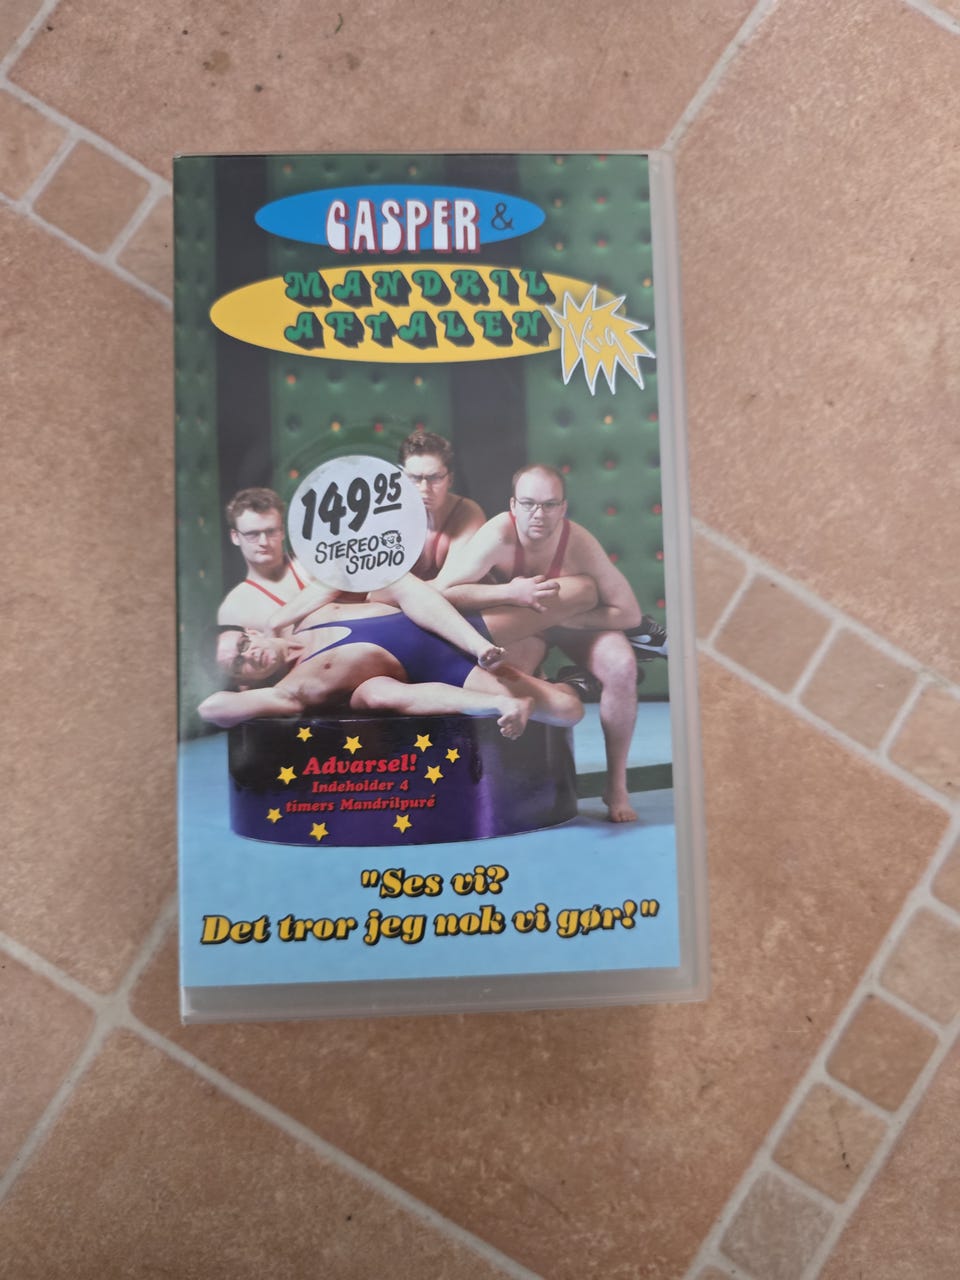 CASPER &
MANDRIL
AFTALEN
Kig
149 95
STEREO
STUDIO
Advarsel!
Indeholder 4
timers Mandrilpuré
"Ses vi?
Det tror jeg nok vi gør!"